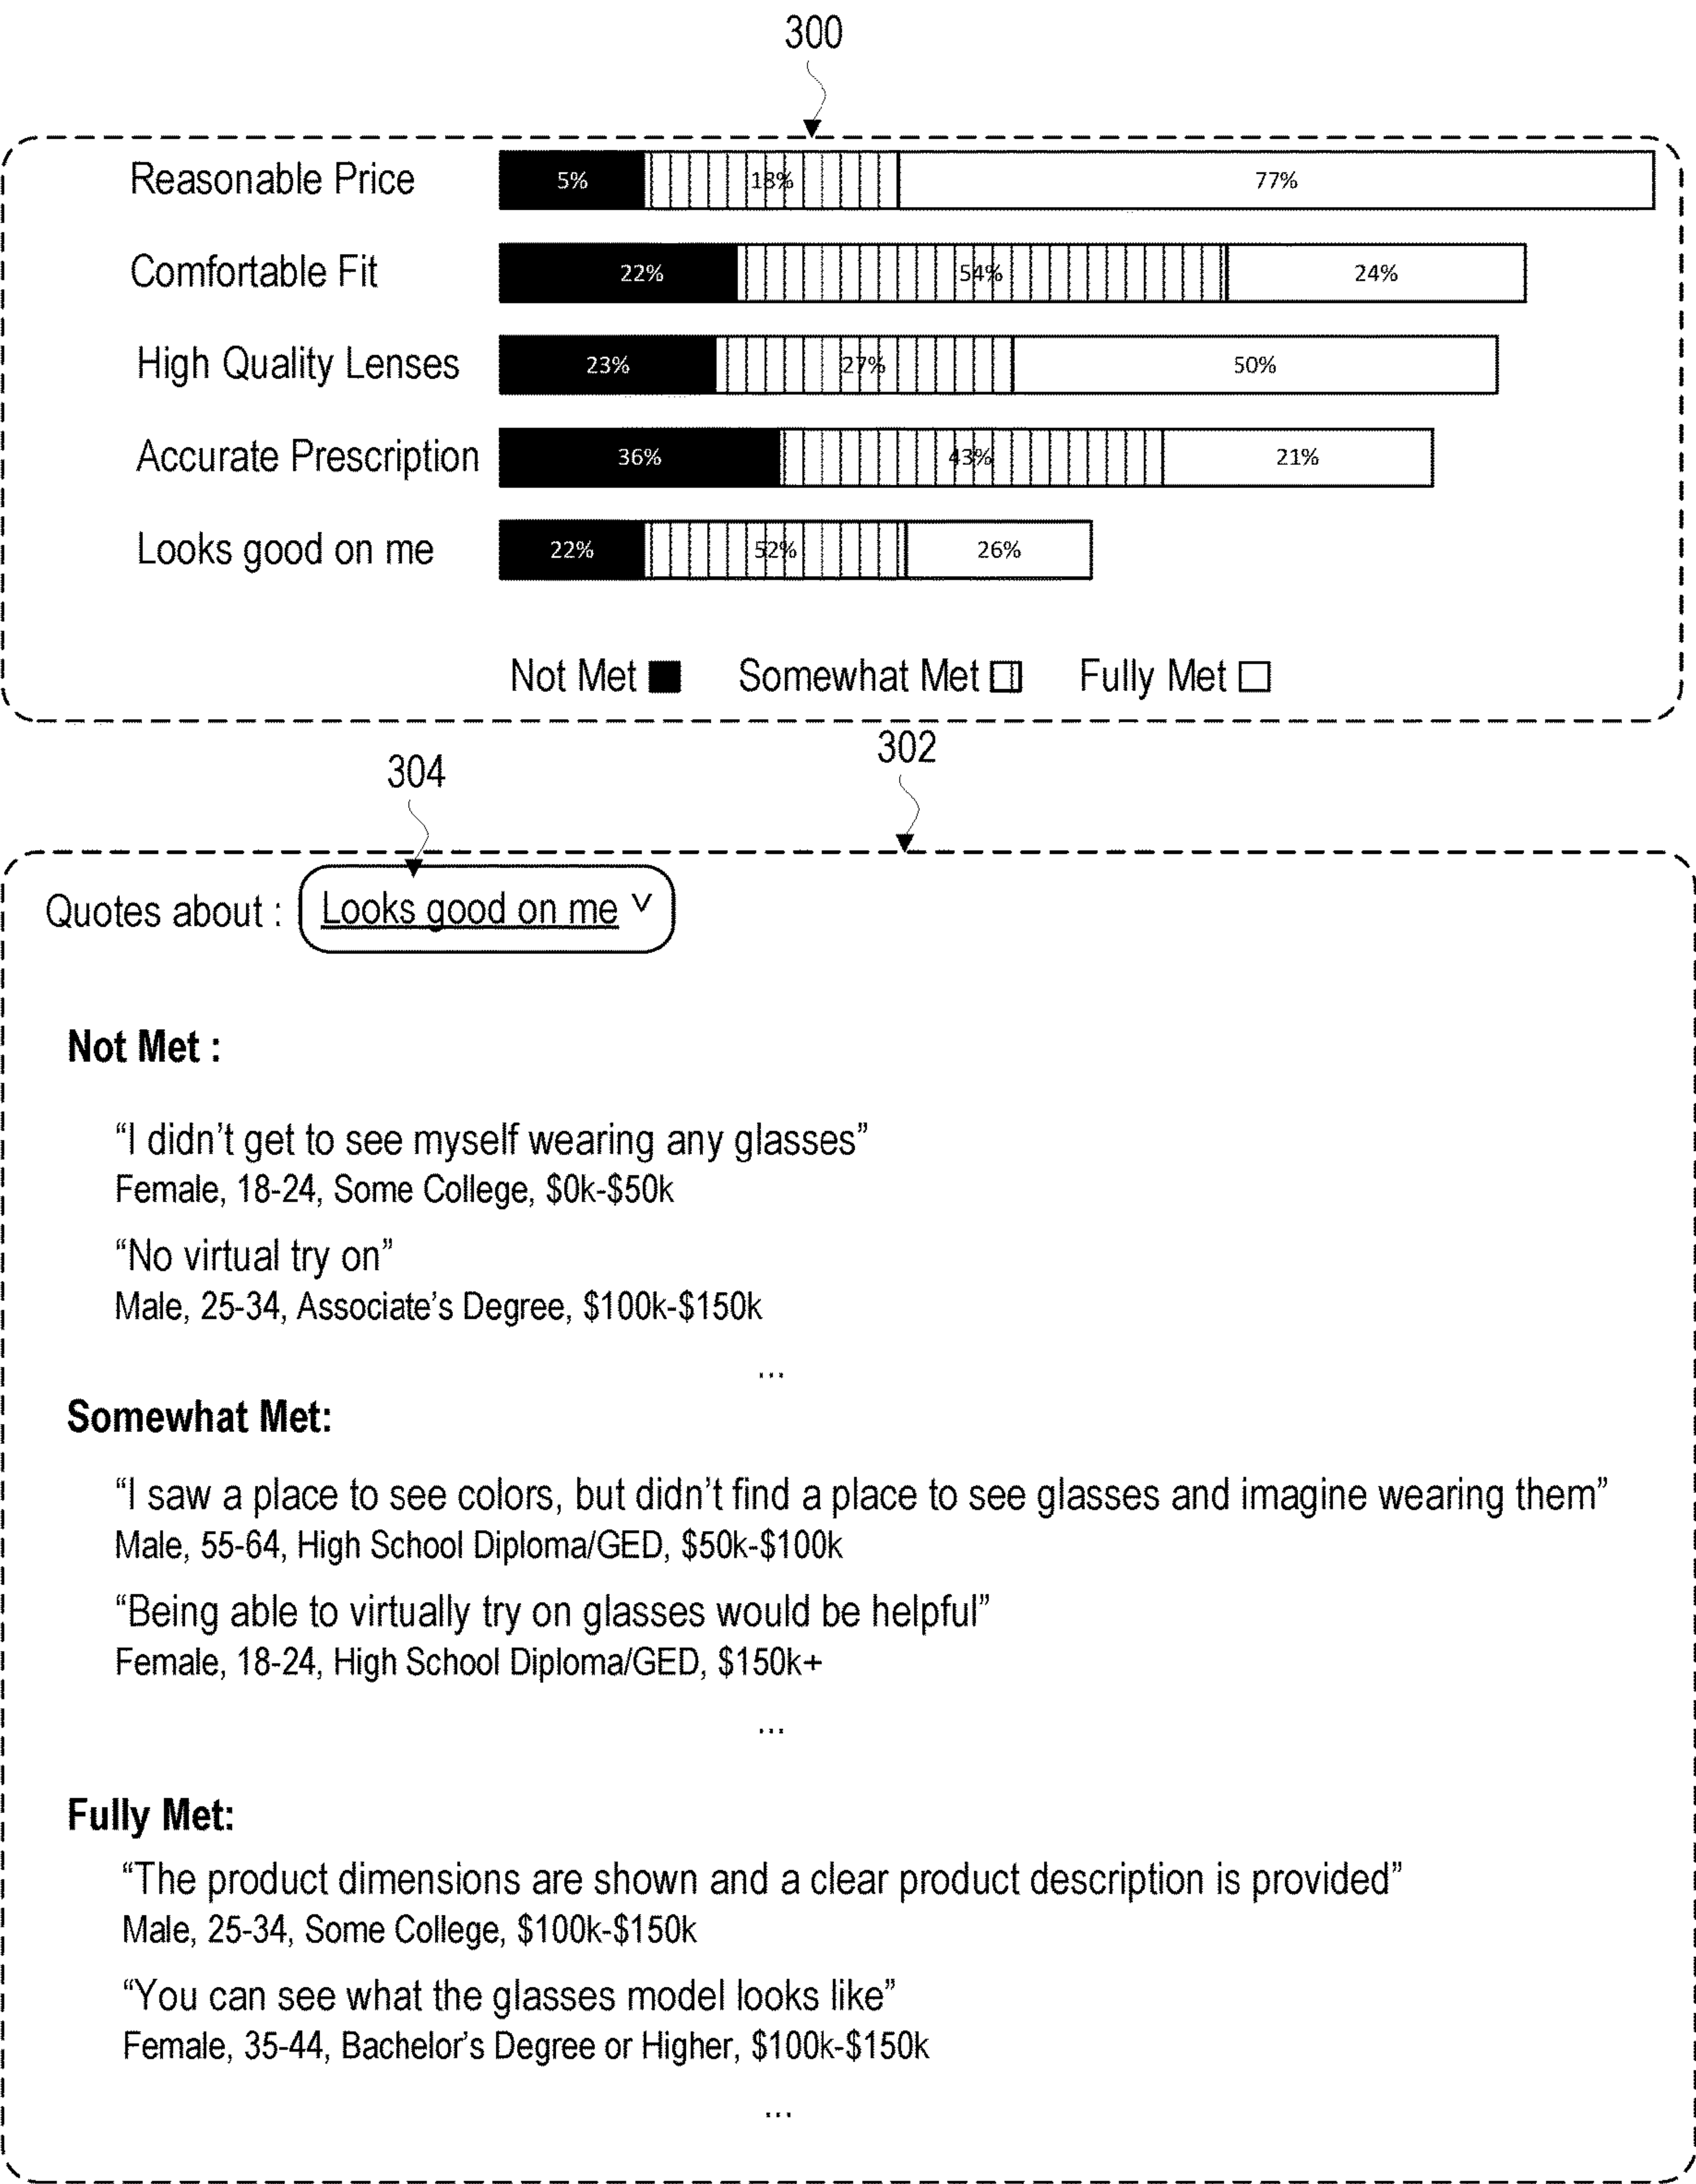 300
Reasonable Price 5% 18% 77%
Comfortable Fit 22% 54% 24%
High Quality Lenses 23% 27% 50%
Accurate Prescription 36% 43% 21%
Looks good on me 22% 52% 26%
Not Met Somewhat Met Fully Met
302
304
Quotes about : Looks good on me ˅
Not Met :
“I didn’t get to see myself wearing any glasses”
Female, 18-24, Some College, $0k-$50k
“No virtual try on”
Male, 25-34, Associate’s Degree, $100k-$150k
...
Somewhat Met:
“I saw a place to see colors, but didn’t find a place to see glasses and imagine wearing them”
Male, 55-64, High School Diploma/GED, $50k-$100k
“Being able to virtually try on glasses would be helpful”
Female, 18-24, High School Diploma/GED, $150k+
...
Fully Met:
“The product dimensions are shown and a clear product description is provided”
Male, 25-34, Some College, $100k-$150k
“You can see what the glasses model looks like”
Female, 35-44, Bachelor’s Degree or Higher, $100k-$150k
...